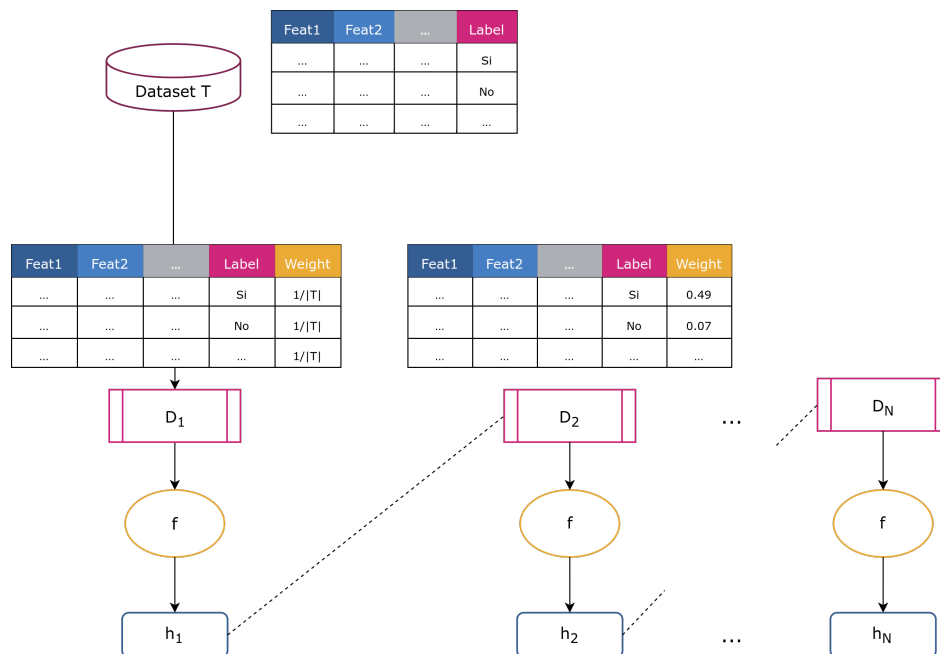 Feat1 Feat2 ... Label
... ... ... Si
... ... ... No
... ... ... ...
Dataset T
Feat1 Feat2 ... Label Weight
... ... ... Si 1/|T|
... ... ... No 1/|T|
... ... ... ... 1/|T|
Feat1 Feat2 ... Label Weight
... ... ... Si 0.49
... ... ... No 0.07
... ... ... ... ...
D1 D2 ... DN
f f f
h1 h2 ... hN